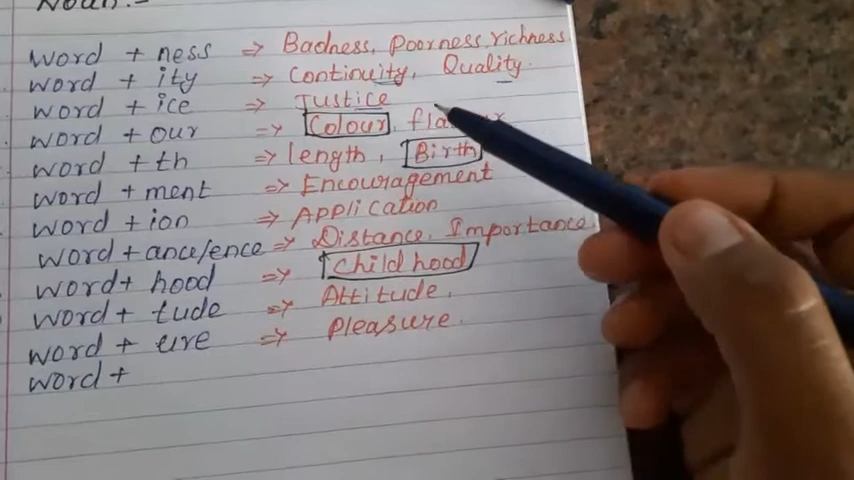 Noun:-
word + ness => Badness, Poorness, richness
word + ity => Continuity, Quality
word + ice => Justice
word + our => Colour,
word + th => length, Birth
word + ment => Encouragement
word + ion => Application
word + ance/ence => Distance, Importance
word + hood => Childhood
word + tude => Attitude.
word + ure => Pleasure.
word +